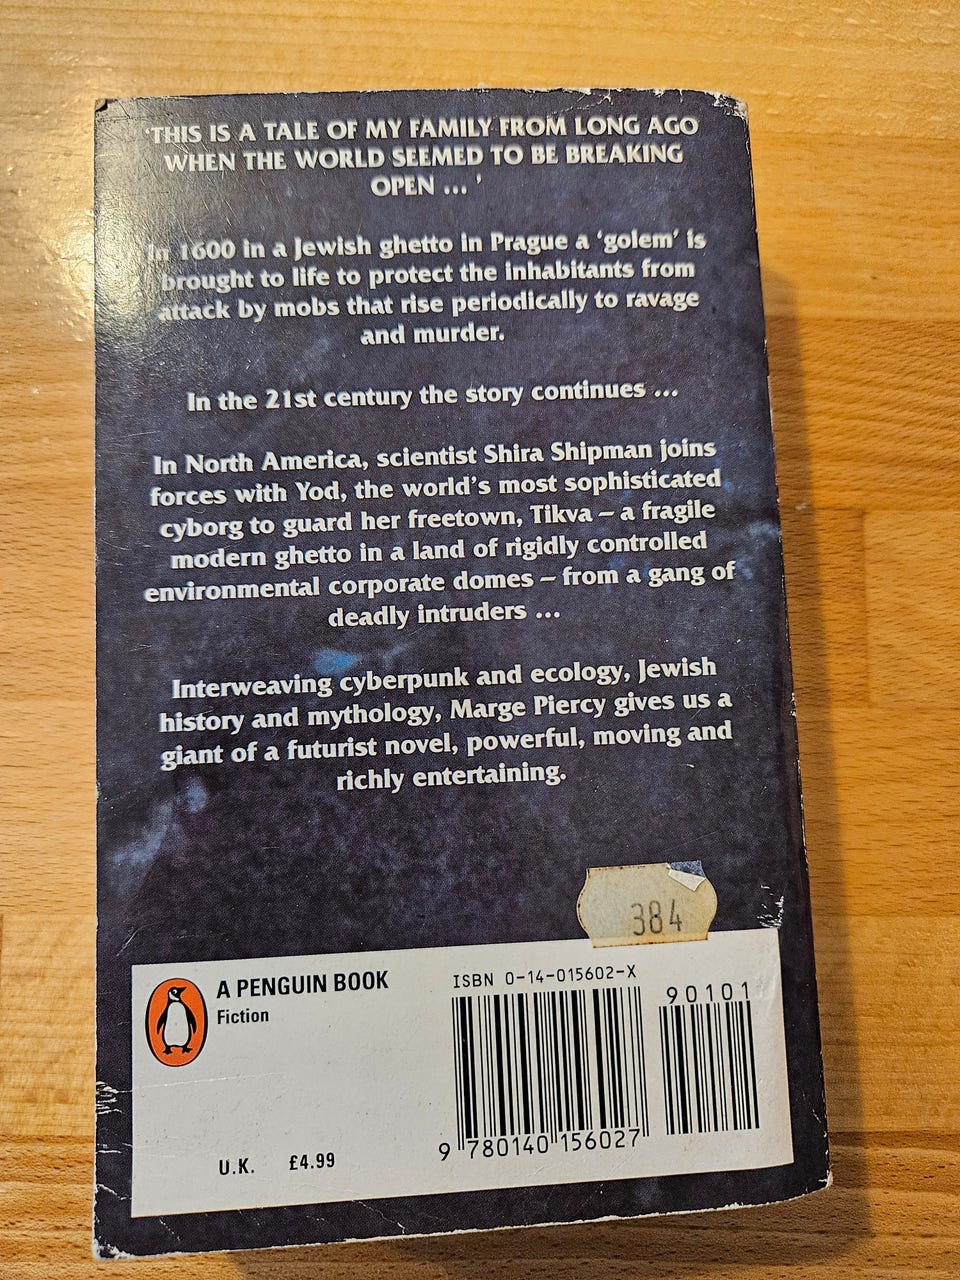 ‘THIS IS A TALE OF MY FAMILY FROM LONG AGO
WHEN THE WORLD SEEMED TO BE BREAKING
OPEN ... ’
In 1600 in a Jewish ghetto in Prague a ‘golem’ is
brought to life to protect the inhabitants from
attack by mobs that rise periodically to ravage
and murder.
In the 21st century the story continues ...
In North America, scientist Shira Shipman joins
forces with Yod, the world’s most sophisticated
cyborg to guard her freetown, Tikva – a fragile
modern ghetto in a land of rigidly controlled
environmental corporate domes – from a gang of
deadly intruders ...
Interweaving cyberpunk and ecology, Jewish
history and mythology, Marge Piercy gives us a
giant of a futurist novel, powerful, moving and
richly entertaining.
384
A PENGUIN BOOK
Fiction
ISBN 0-14-015602-X
90101
9 780140 156027
U.K. £4.99